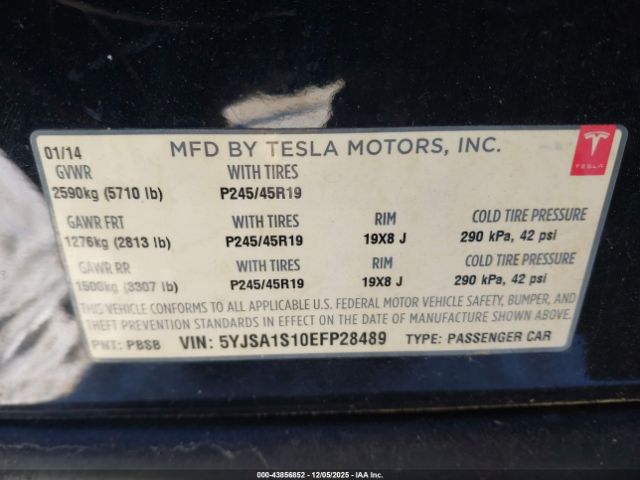 01/14 MFD BY TESLA MOTORS, INC.
TESLA
GVWR WITH TIRES
2590kg (5710 lb) P245/45R19
GAWR FRT WITH TIRES RIM COLD TIRE PRESSURE
1276kg (2813 lb) P245/45R19 19X8 J 290 kPa, 42 psi
GAWR RR WITH TIRES RIM COLD TIRE PRESSURE
1500kg (3307 lb) P245/45R19 19X8 J 290 kPa, 42 psi
THIS VEHICLE CONFORMS TO ALL APPLICABLE U.S. FEDERAL MOTOR VEHICLE SAFETY, BUMPER, AND
THEFT PREVENTION STANDARDS IN EFFECT ON THE DATE OF MANUFACTURE SHOWN ABOVE.
PNT: PBSB VIN: 5YJSA1S10EFP28489 TYPE: PASSENGER CAR
000-43856852 - 12/05/2025 - IAA Inc.